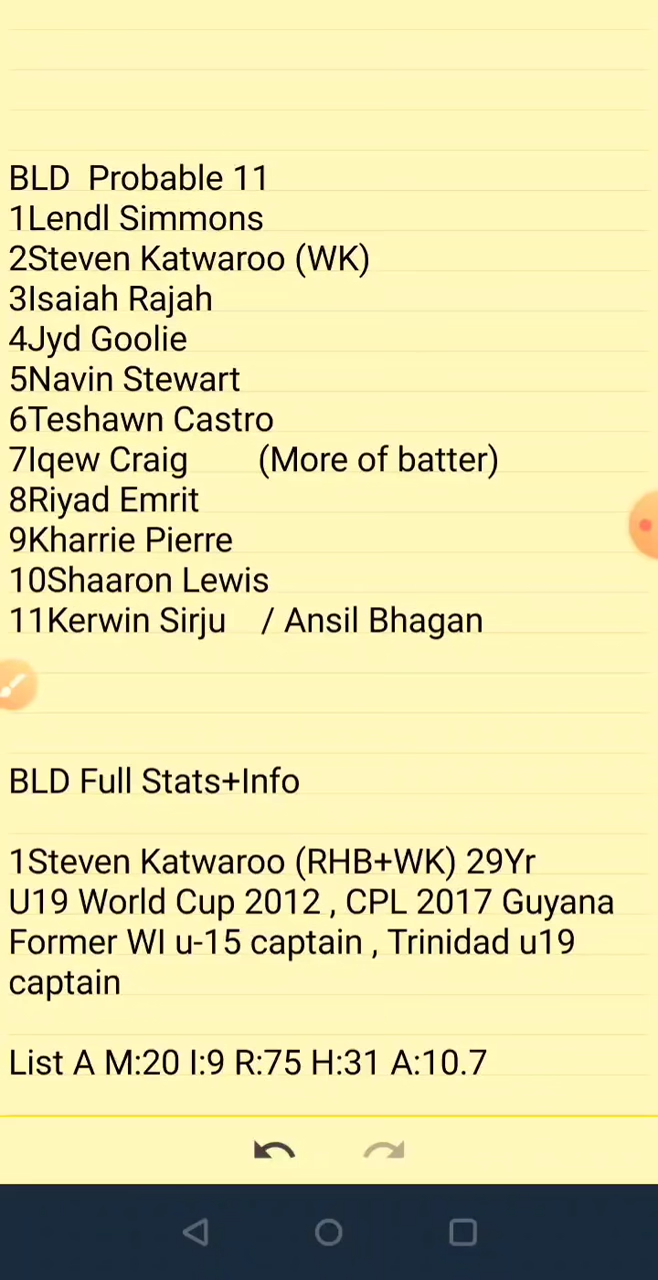 BLD  Probable 11
1Lendl Simmons
2Steven Katwaroo (WK)
3Isaiah Rajah
4Jyd Goolie
5Navin Stewart
6Teshawn Castro
7Iqew Craig        (More of batter)
8Riyad Emrit
9Kharrie Pierre
10Shaaron Lewis
11Kerwin Sirju    / Ansil Bhagan
BLD Full Stats+Info
1Steven Katwaroo (RHB+WK) 29Yr
U19 World Cup 2012 , CPL 2017 Guyana
Former WI u-15 captain , Trinidad u19
captain
List A M:20 I:9 R:75 H:31 A:10.7